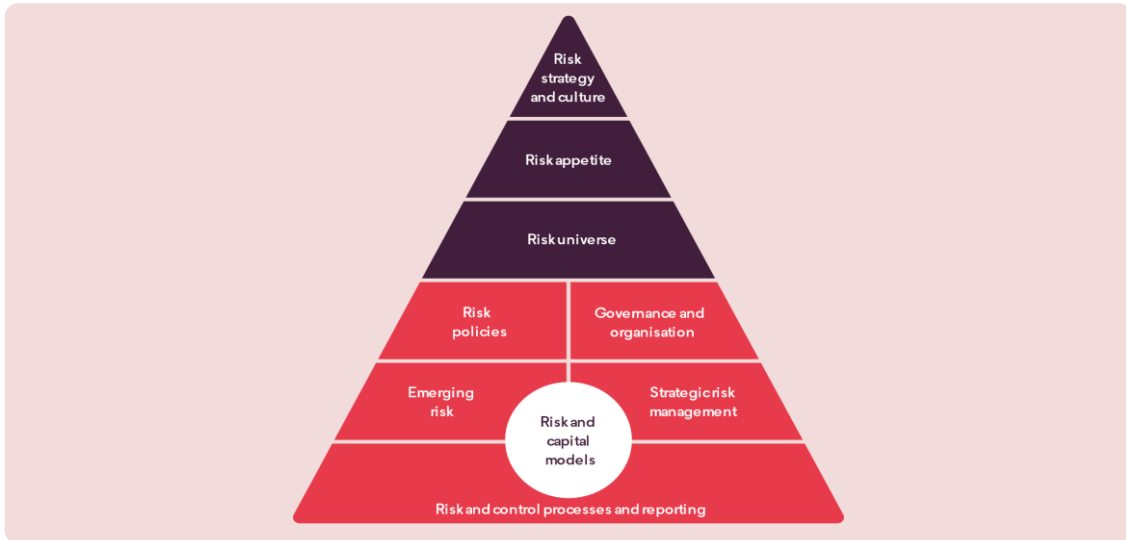 Risk
strategy
and culture
Risk appetite
Risk universe
Risk
policies
Governance and
organisation
Emerging
risk
Strategic risk
management
Risk and
capital
models
Risk and control processes and reporting